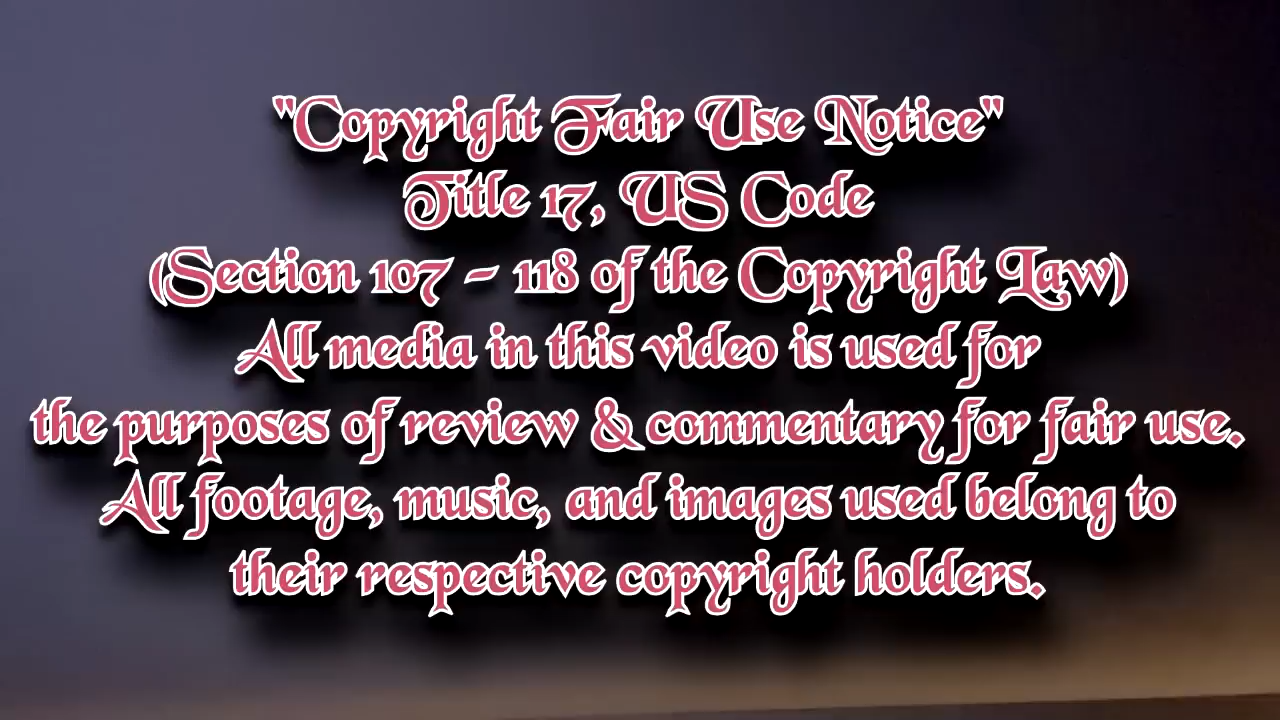 "Copyright Fair Use Notice"
Title 17, US Code
(Section 107 - 118 of the Copyright Law)
All media in this video is used for
the purposes of review & commentary for fair use.
All footage, music, and images used belong to
their respective copyright holders.